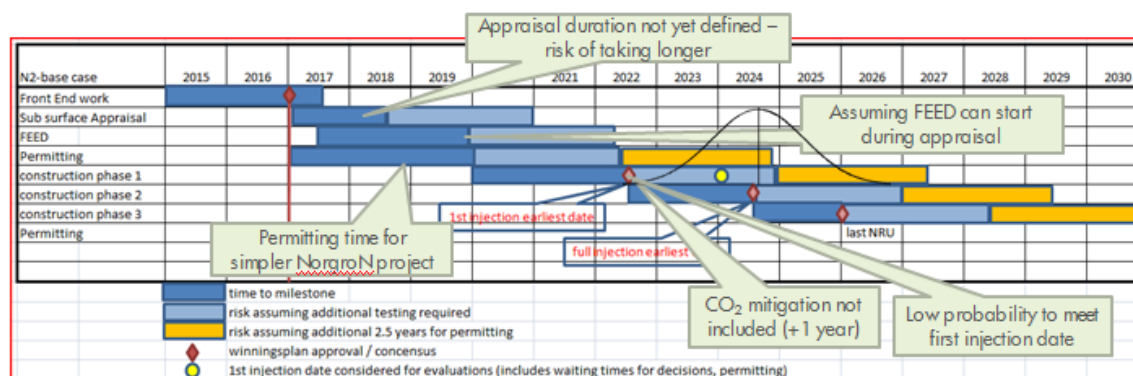 Appraisal duration not yet defined –
risk of taking longer
N2-base case 2015 2016 2017 2018 2019 2021 2022 2023 2024 2025 2026 2027 2028 2029 2030
Front End work
Sub surface Appraisal
Assuming FEED can start
during appraisal
FEED
Permitting
construction phase 1
construction phase 2
construction phase 3
1st injection earliest date
Permitting
last NRU
Permitting time for
simpler NorgroN project
full injection earliest
CO₂ mitigation not
included (+1 year)
Low probability to meet
first injection date
time to milestone
risk assuming additional testing required
risk assuming additional 2.5 years for permitting
winningsplan approval / concensus
1st injection date considered for evaluations (includes waiting times for decisions, permitting)